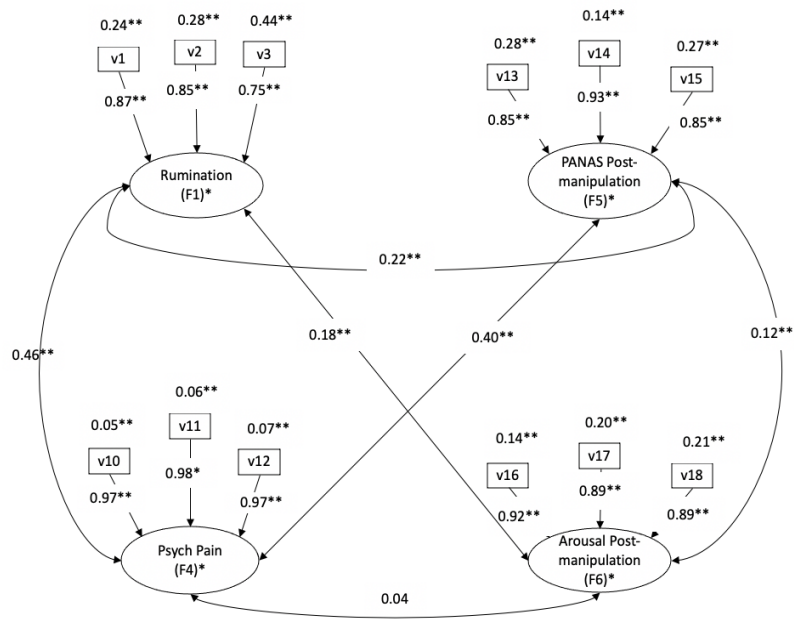 0.24**
0.28**
0.44**
v1
v2
v3
0.87**
0.85**
0.75**
Rumination
(F1)*
0.28**
0.14**
0.27**
v13
v14
v15
0.85**
0.93**
0.85**
PANAS Post-
manipulation
(F5)*
0.22**
0.46**
0.18**
0.40**
0.12**
0.05**
0.06**
0.07**
v10
v11
v12
0.97**
0.98*
0.97**
Psych Pain
(F4)*
0.14**
0.20**
0.21**
v16
v17
v18
0.92**
0.89**
0.89**
Arousal Post-
manipulation
(F6)*
0.04